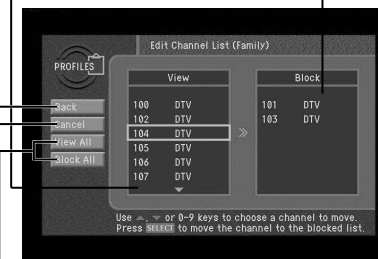 Edit Channel List (Family)
PROFILES
View
Block
100 DTV
102 DTV
104 DTV
105 DTV
106 DTV
107 DTV
101 DTV
103 DTV
Back
Cancel
View All
Block All
Use ▲, ▼ or 0-9 keys to choose a channel to move.
Press SELECT to move the channel to the blocked list.